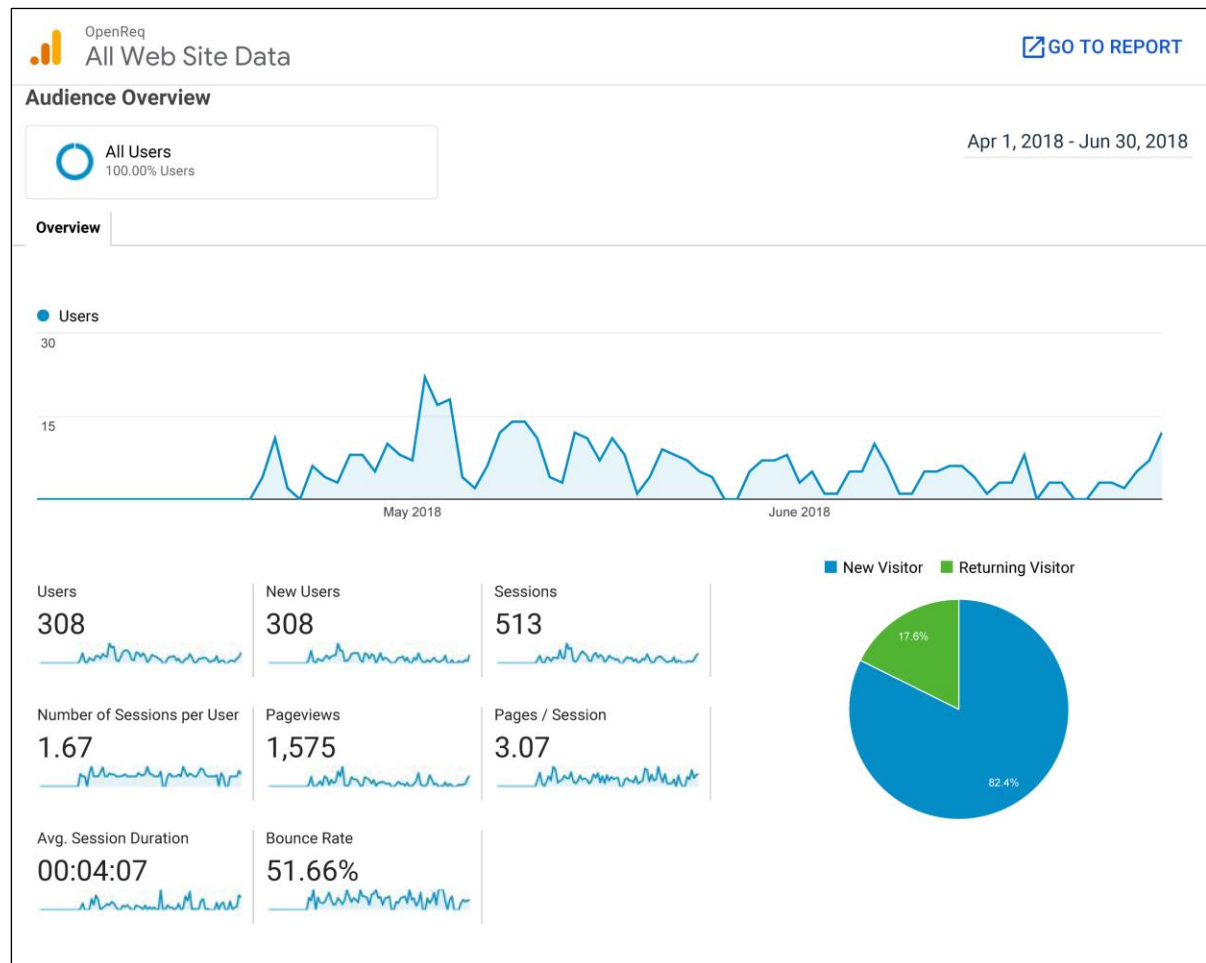 OpenReq
All Web Site Data
GO TO REPORT
Audience Overview
All Users
100.00% Users
Apr 1, 2018 - Jun 30, 2018
Overview
Users
30
15
May 2018
June 2018
New Visitor
Returning Visitor
Users
308
New Users
308
Sessions
513
Number of Sessions per User
1.67
Pageviews
1,575
Pages / Session
3.07
Avg. Session Duration
00:04:07
Bounce Rate
51.66%
17.6%
82.4%